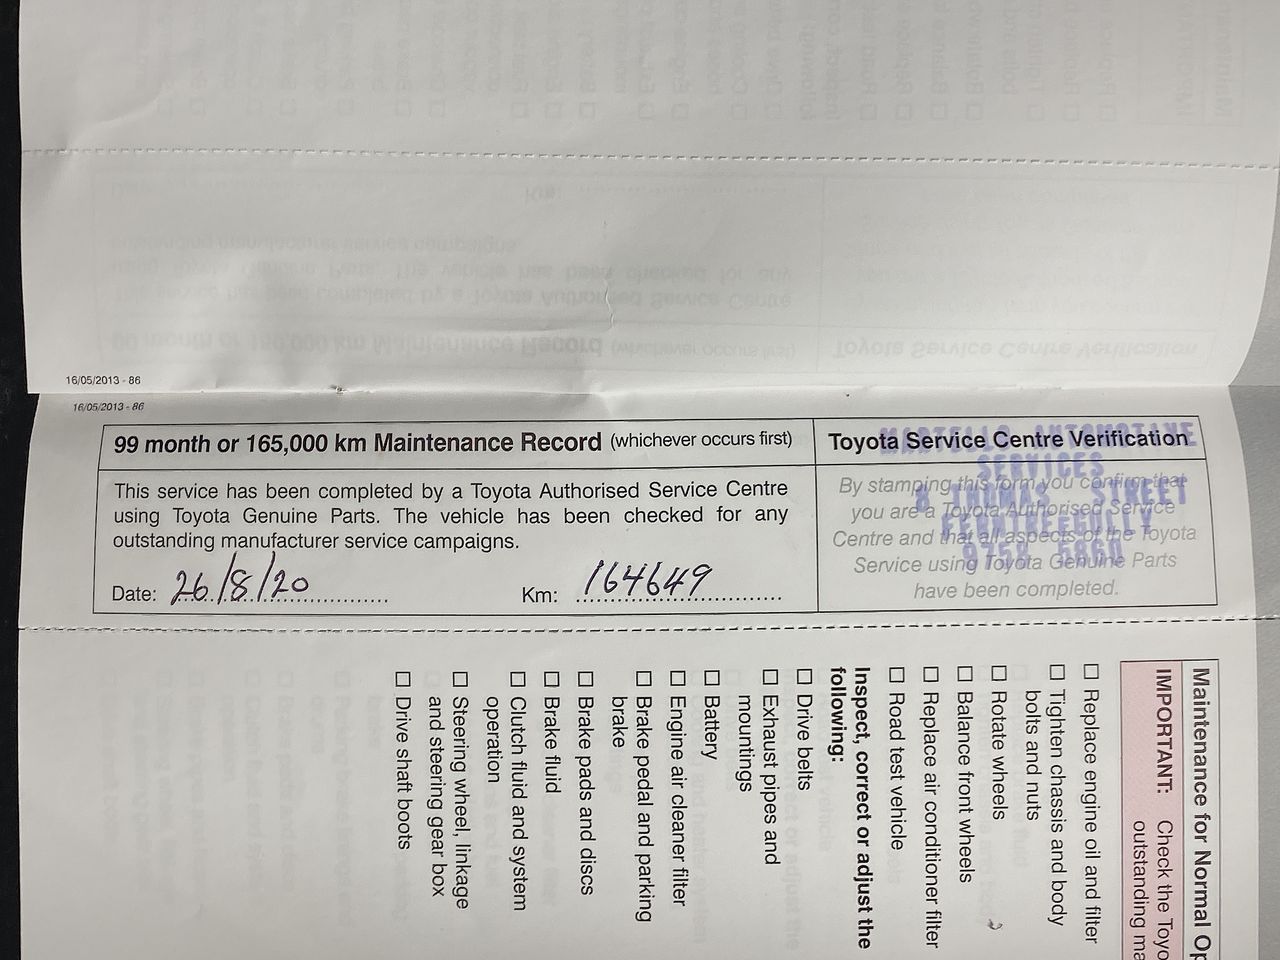 16/05/2013 - 86
16/05/2013 - 86
99 month or 165,000 km Maintenance Record (whichever occurs first)
This service has been completed by a Toyota Authorised Service Centre
using Toyota Genuine Parts. The vehicle has been checked for any
outstanding manufacturer service campaigns.
Date: 26/8/20 Km: 164649
Toyota Service Centre Verification
By stamping this form you confirm that
you are a Toyota Authorised Service
Centre and that all aspects of the Toyota
Service using Toyota Genuine Parts
have been completed.
MARTELLO AUTOMOTIVE
SERVICES
8 THOMAS STREET
FERNTREEGULLY
9758 6860
Maintenance for Normal Op
IMPORTANT: Check the Toyo
outstanding ma
Replace engine oil and filter
Tighten chassis and body
bolts and nuts
Rotate wheels
Balance front wheels
Replace air conditioner filter
Road test vehicle
Inspect, correct or adjust the
following:
Drive belts
Exhaust pipes and
mountings
Battery
Engine air cleaner filter
Brake pedal and parking
brake
Brake pads and discs
Brake fluid
Clutch fluid and system
operation
Steering wheel, linkage
and steering gear box
Drive shaft boots